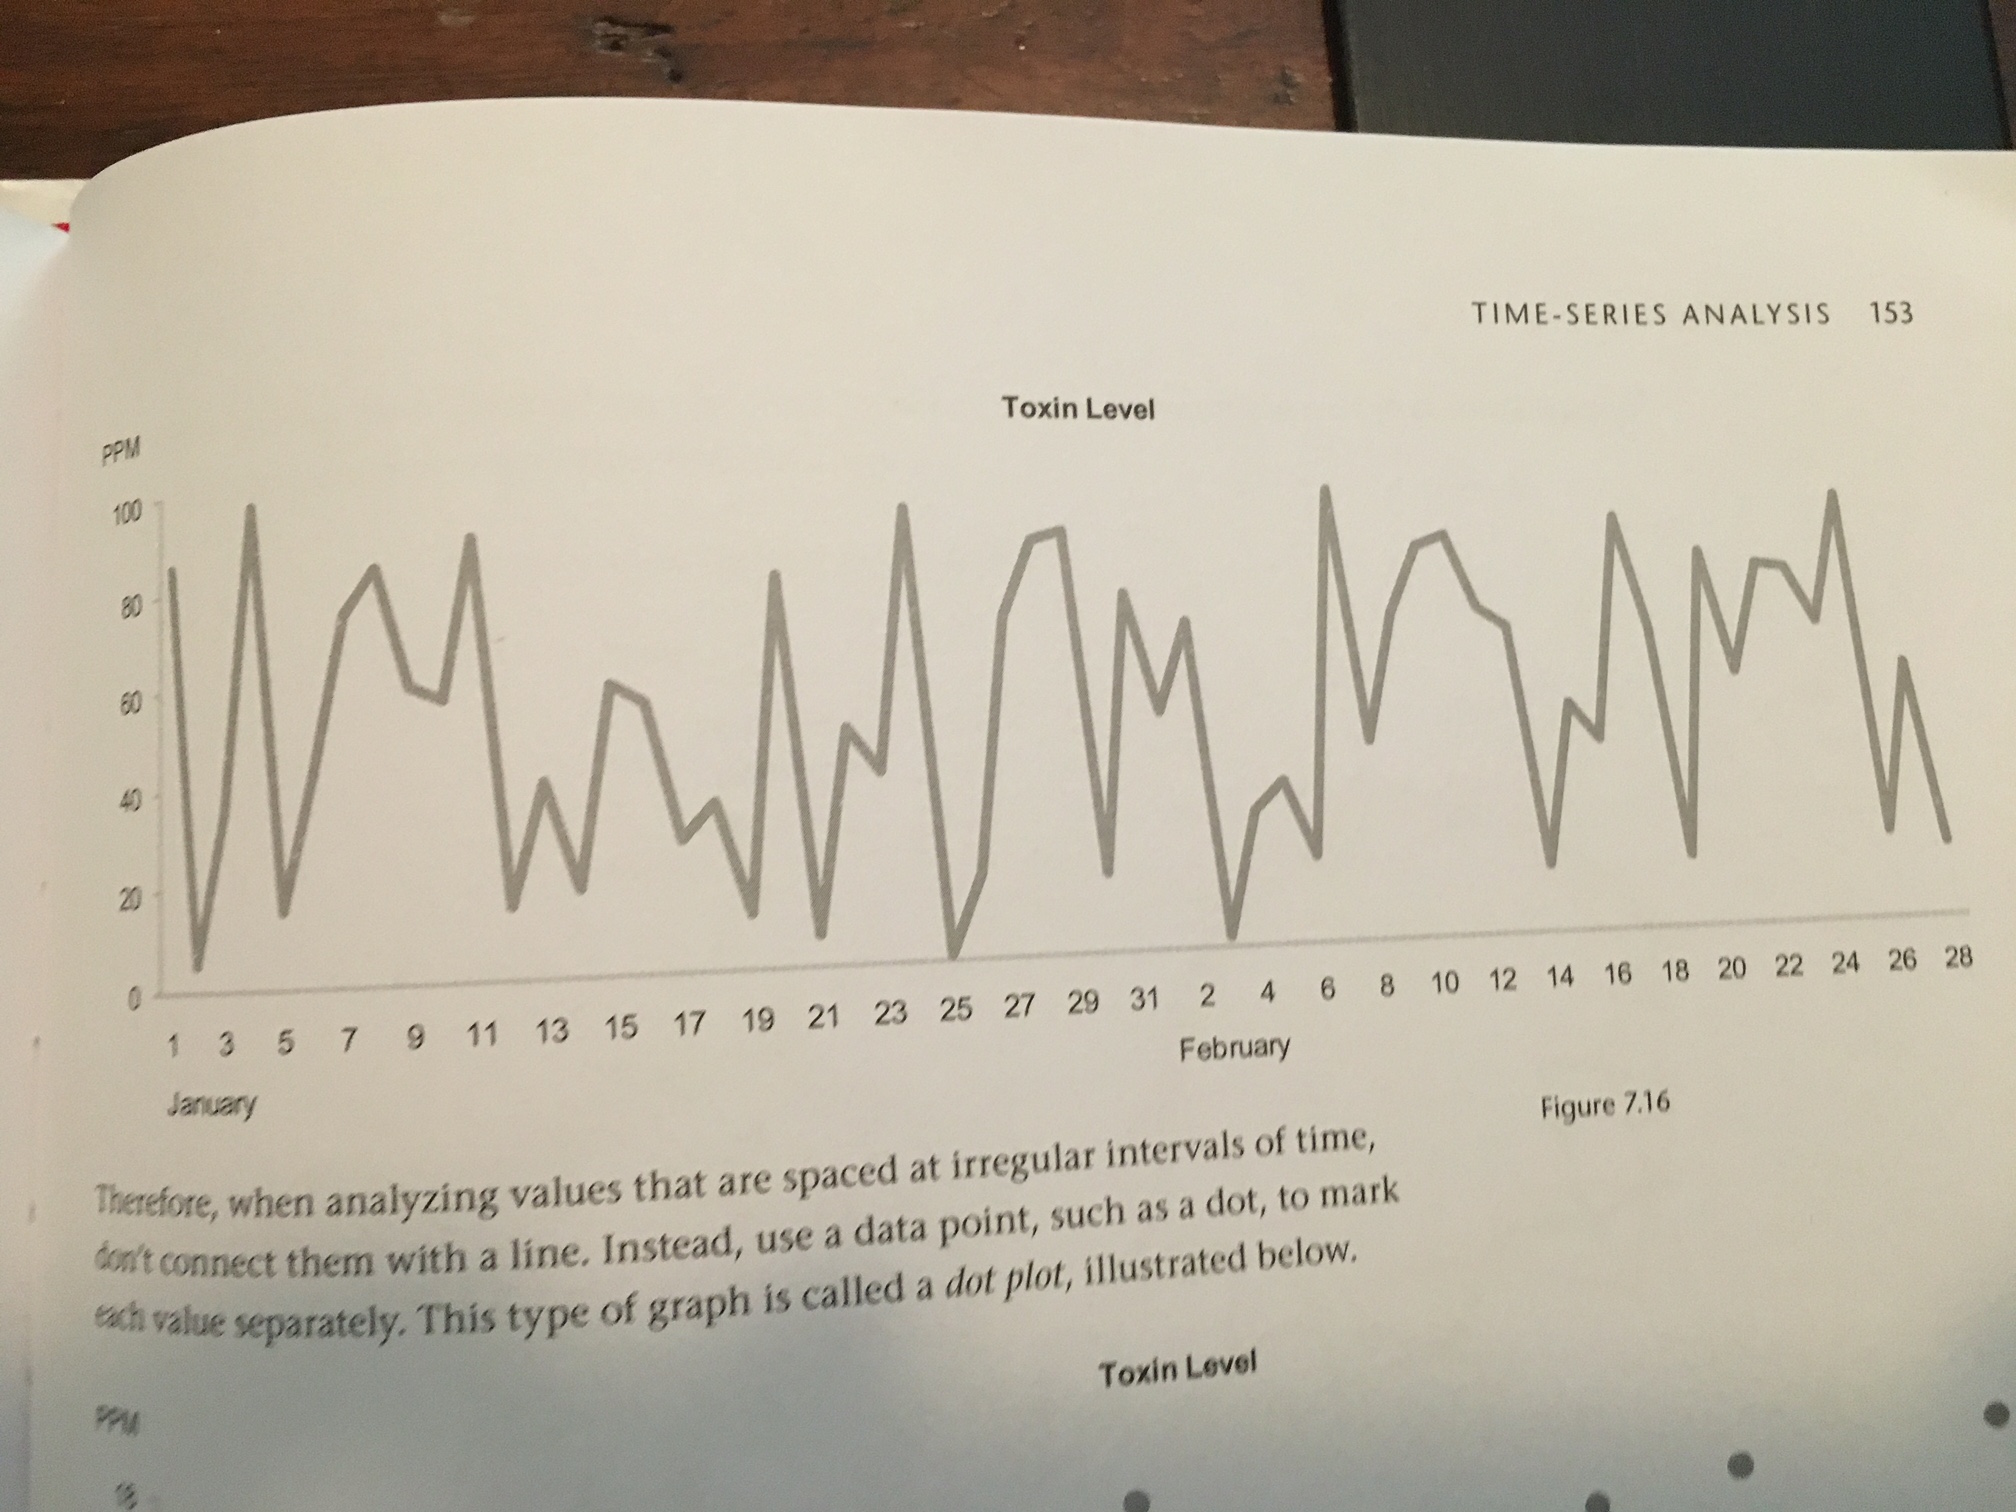 TIME-SERIES ANALYSIS 153
Toxin Level
PPM
100
80
60
40
20
0
1 3 5 7 9 11 13 15 17 19 21 23 25 27 29 31 2 4 6 8 10 12 14 16 18 20 22 24 26 28
January February
Figure 7.16
Therefore, when analyzing values that are spaced at irregular intervals of time,
don't connect them with a line. Instead, use a data point, such as a dot, to mark
each value separately. This type of graph is called a dot plot, illustrated below.
Toxin Level
PPM